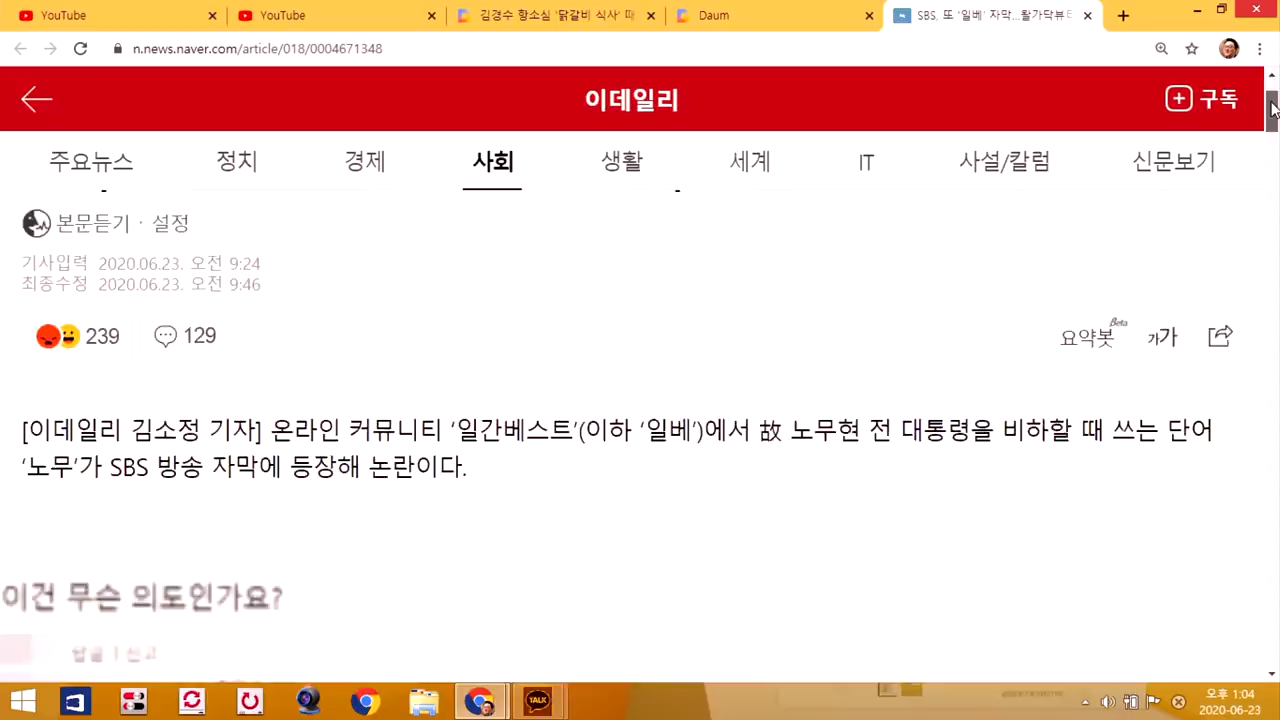 YouTube
YouTube
김경수 항소심 '닭갈비 식사' 때
Daum
SBS, 또 '일베' 자막...왈가닥뷰티
n.news.naver.com/article/018/0004671348
이데일리
구독
주요뉴스 정치 경제 사회 생활 세계 IT 사설/칼럼 신문보기
본문듣기 · 설정
기사입력 2020.06.23. 오전 9:24
최종수정 2020.06.23. 오전 9:46
239 129
요약봇 Beta 가가
[이데일리 김소정 기자] 온라인 커뮤니티 '일간베스트'(이하 '일베')에서 故 노무현 전 대통령을 비하할 때 쓰는 단어
'노무'가 SBS 방송 자막에 등장해 논란이다.
이건 무슨 의도인가요?
답글 | 신고
TALK
오후 1:04
2020-06-23